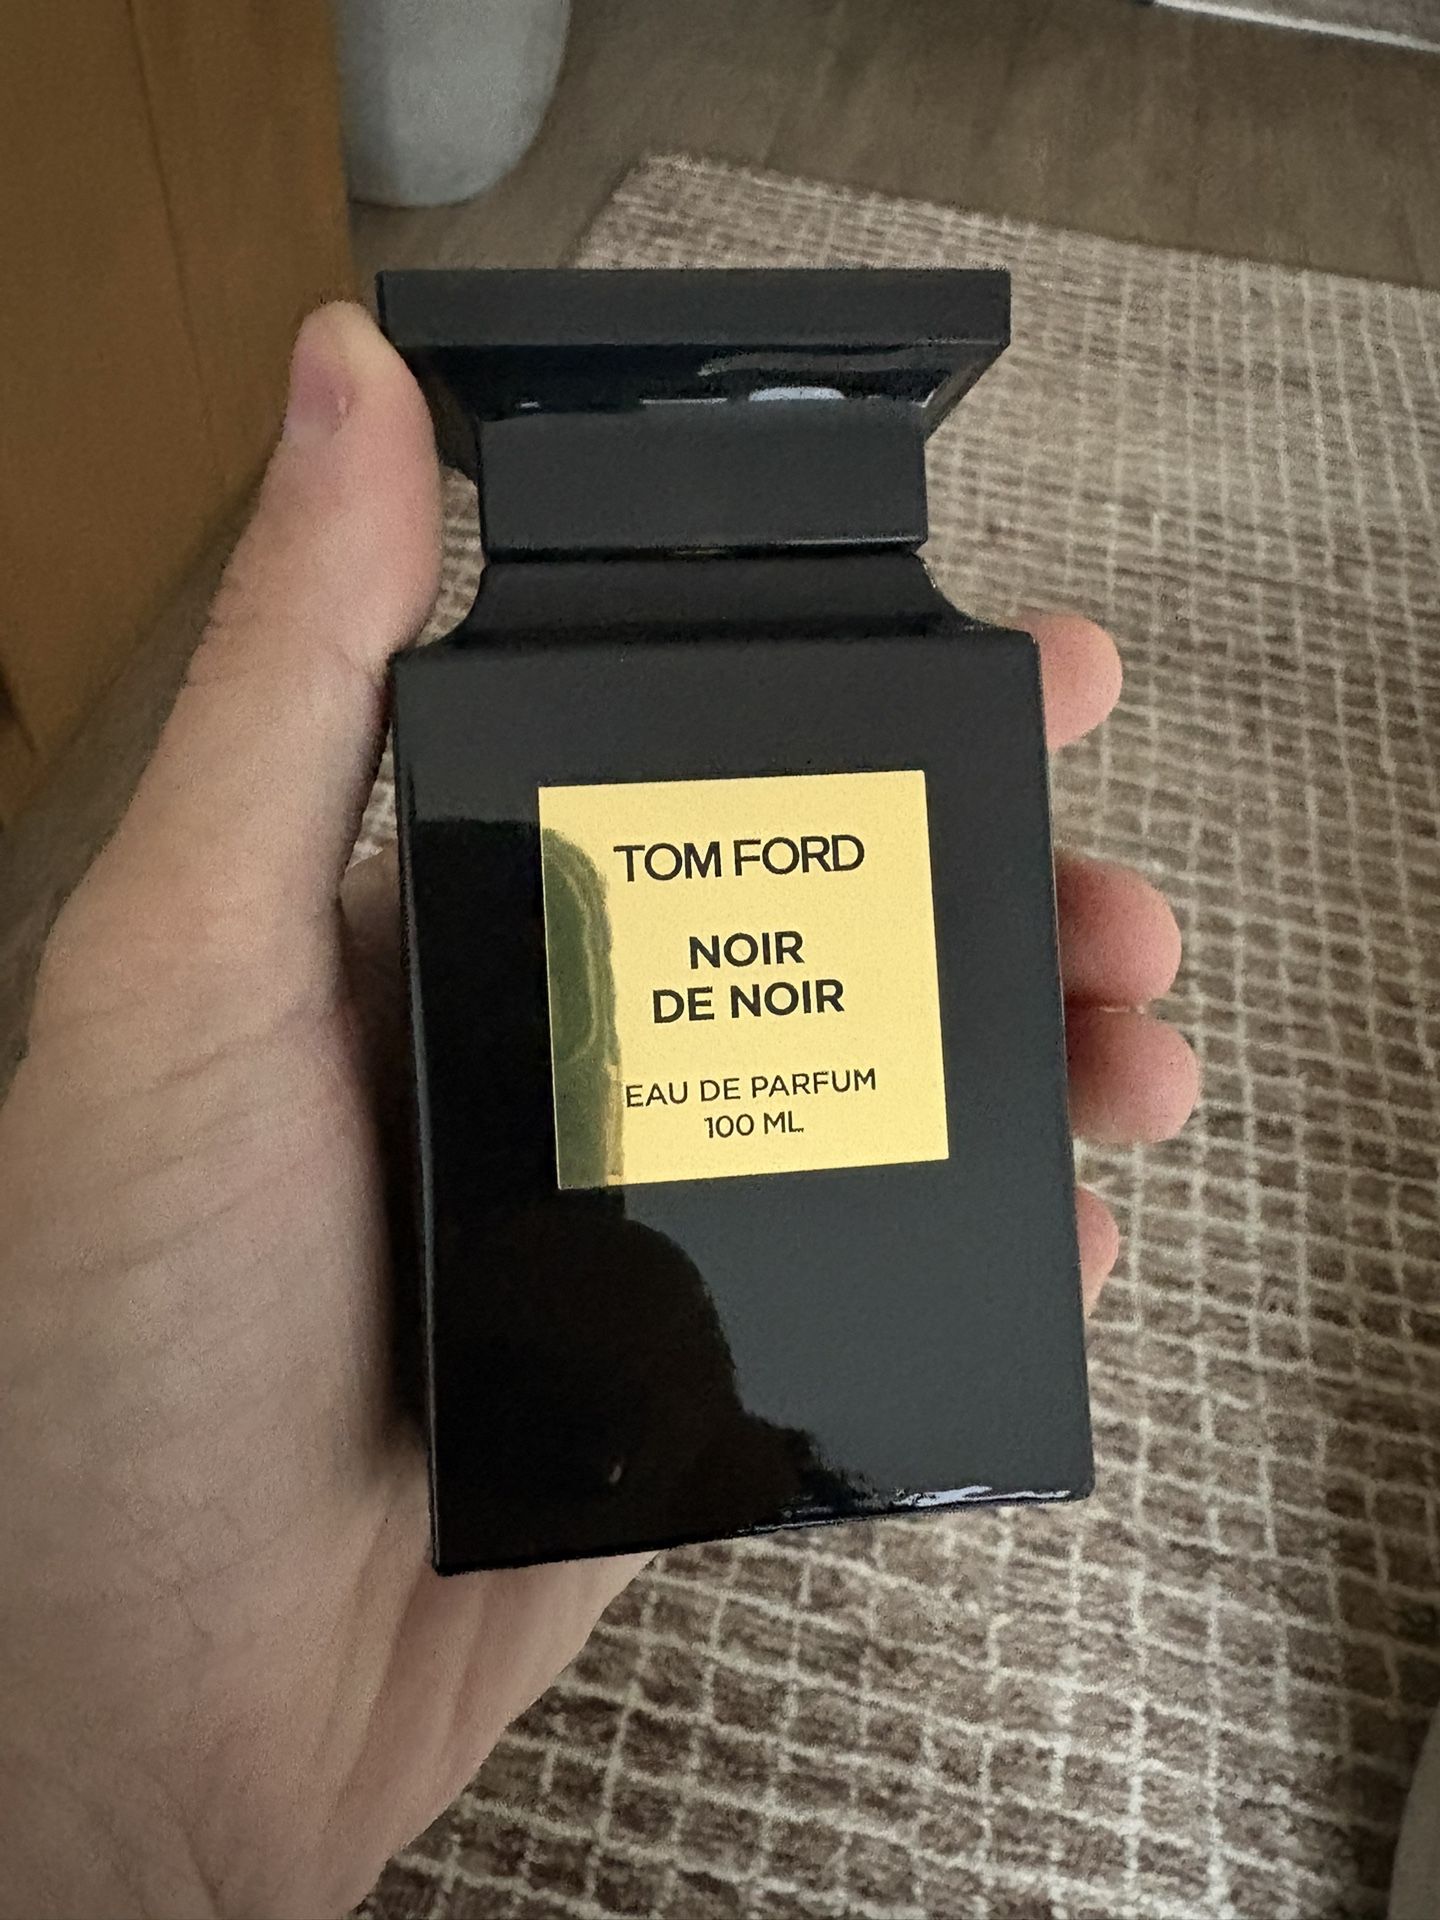 TOM FORD
NOIR
DE NOIR
EAU DE PARFUM
100 ML